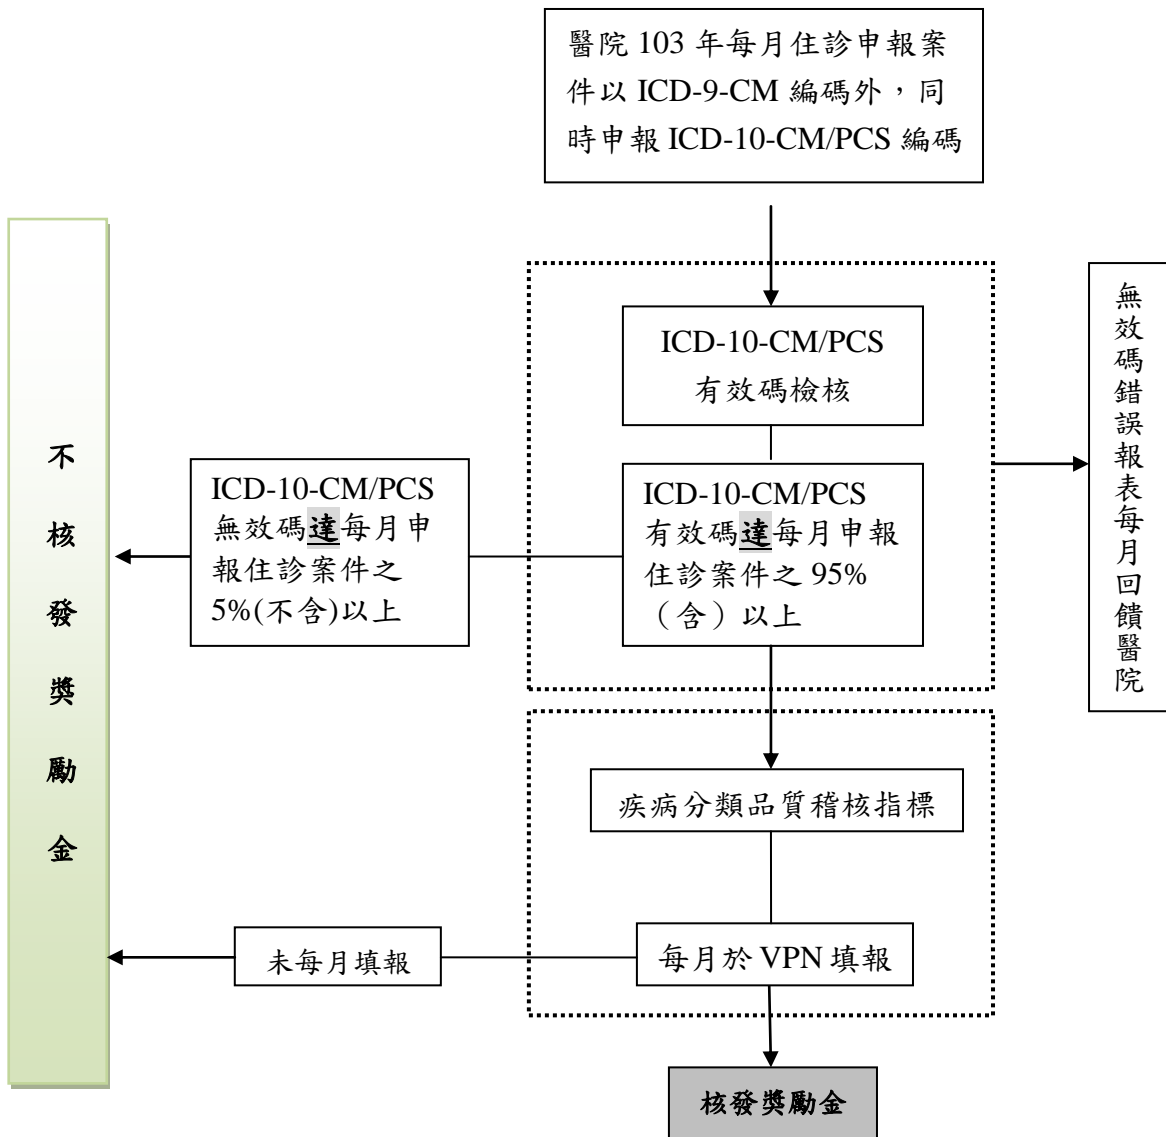 醫院 103 年每月住診申報案
件以 ICD-9-CM 編碼外，同
時申報 ICD-10-CM/PCS 編碼
ICD-10-CM/PCS
有效碼檢核
無效碼錯誤報表每月回饋醫院
不核發獎勵金
ICD-10-CM/PCS
無效碼達每月申
報住診案件之
5%(不含)以上
ICD-10-CM/PCS
有效碼達每月申報
住診案件之 95%
（含）以上
疾病分類品質稽核指標
未每月填報
每月於 VPN 填報
核發獎勵金